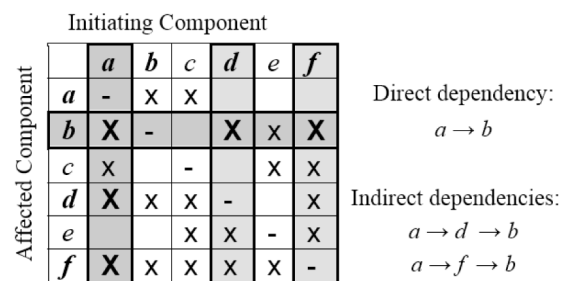 Initiating Component
Affected Component
a b c d e f
a - x x
b X - X x X
c x - x x
d X x x - x
e x x - x
f X x x x x -
Direct dependency:
a → b
Indirect dependencies:
a → d → b
a → f → b